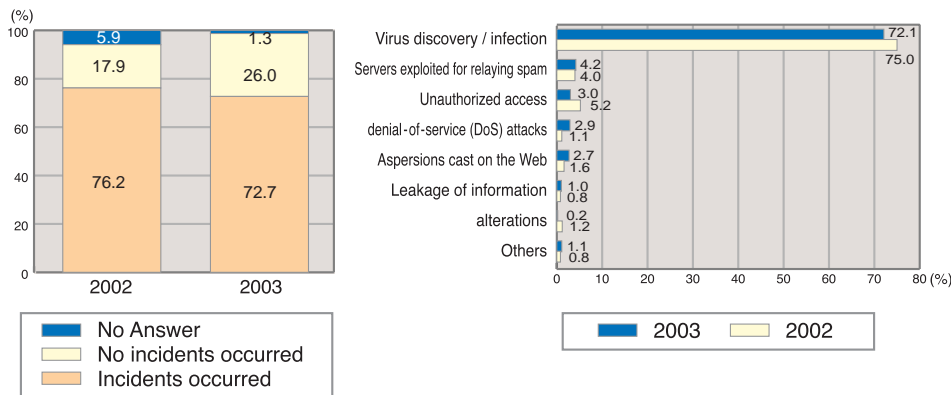 (%)
100
80
60
40
20
0
5.9
17.9
76.2
1.3
26.0
72.7
2002
2003
No Answer
No incidents occurred
Incidents occurred
Virus discovery / infection
72.1
75.0
Servers exploited for relaying spam
4.2
4.0
Unauthorized access
3.0
5.2
denial-of-service (DoS) attacks
2.9
1.1
Aspersions cast on the Web
2.7
1.6
Leakage of information
1.0
0.8
alterations
0.2
1.2
Others
1.1
0.8
0 10 20 30 40 50 60 70 80 (%)
2003 2002